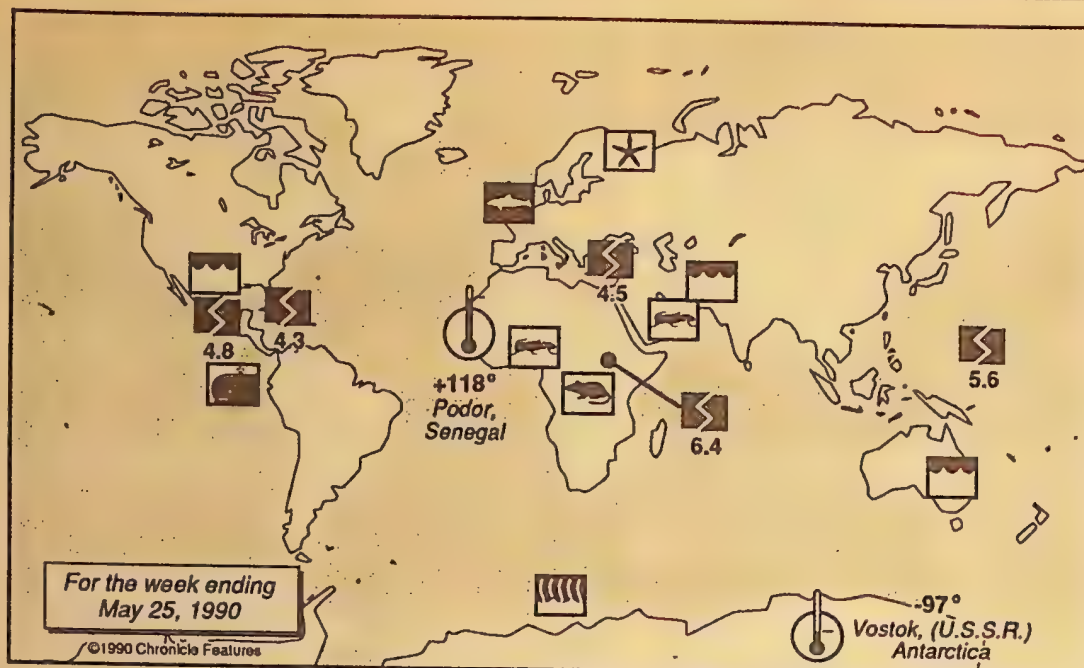 4.8
4.3
4.5
5.6
6.4
+118°
Podor,
Senegal
For the week ending
May 25, 1990
©1990 Chronicle Features
-97°
Vostok, (U.S.S.R.)
Antarctica